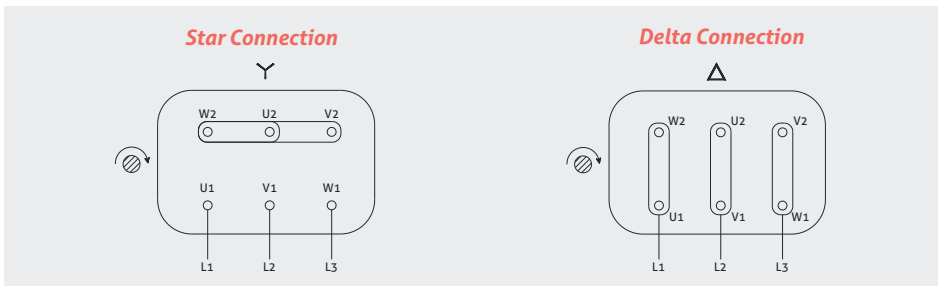 Star Connection
W2 U2 V2
U1 V1 W1
L1 L2 L3
Delta Connection
W2 U2 V2
U1 V1 W1
L1 L2 L3